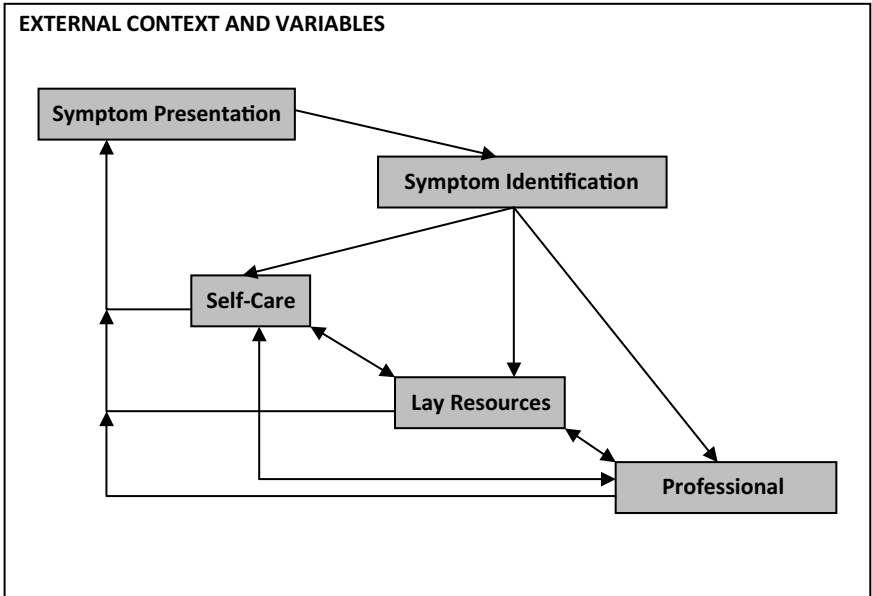 EXTERNAL CONTEXT AND VARIABLES
Symptom Presentation
Symptom Identification
Self-Care
Lay Resources
Professional